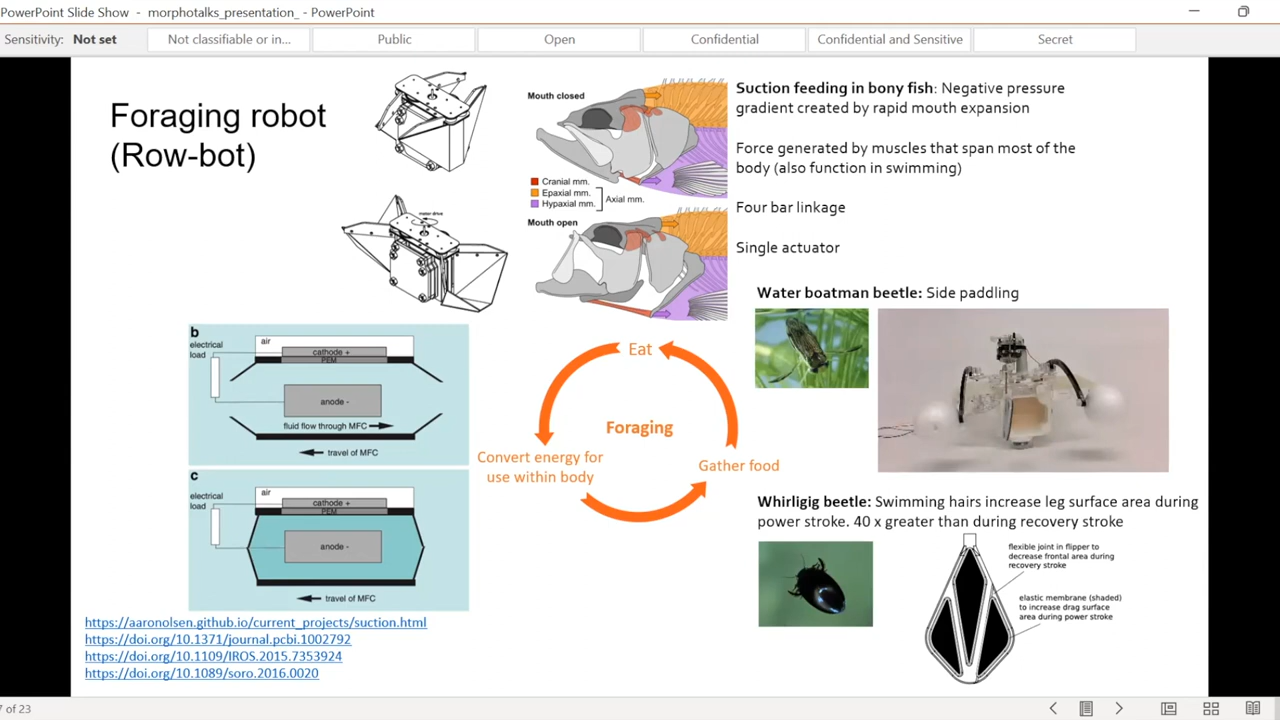 PowerPoint Slide Show - morphotalks_presentation_ - PowerPoint
Sensitivity: Not set
Not classifiable or in...
Public
Open
Confidential
Confidential and Sensitive
Secret
Foraging robot
(Row-bot)
motor drive
Mouth closed
Cranial mm.
Epaxial mm.
Hypaxial mm.
Axial mm.
Mouth open
Suction feeding in bony fish: Negative pressure
gradient created by rapid mouth expansion
Force generated by muscles that span most of the
body (also function in swimming)
Four bar linkage
Single actuator
Water boatman beetle: Side paddling
b
electrical
load
air
cathode +
PEM
anode -
fluid flow through MFC
travel of MFC
c
electrical
load
air
cathode +
PEM
anode -
travel of MFC
Eat
Foraging
Convert energy for
use within body
Gather food
Whirligig beetle: Swimming hairs increase leg surface area during
power stroke. 40 x greater than during recovery stroke
flexible joint in flipper to
decrease frontal area during
recovery stroke
elastic membrane (shaded)
to increase drag surface
area during power stroke
https://aaronolsen.github.io/current_projects/suction.html
https://doi.org/10.1371/journal.pcbi.1002792
https://doi.org/10.1109/IROS.2015.7353924
https://doi.org/10.1089/soro.2016.0020
7 of 23